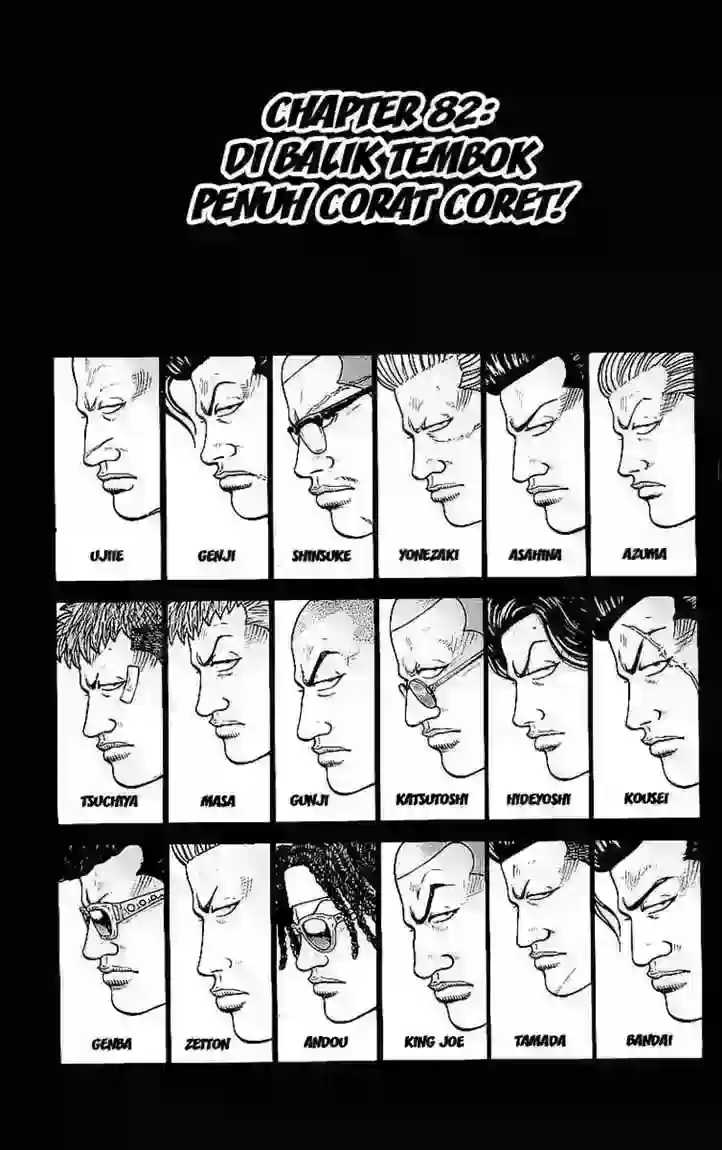 CHAPTER 82:
DI BALIK TEMBOK
PENUH CORAT CORET!
UJIIE GENJI SHINSUKE YONEZAKI ASAHINA AZUMA
TSUCHIYA MASA GUNJI KATSUTOSHI HIDEYOSHI KOUSEI
GENBA ZETTON ANDOU KING JOE TAMADA BANDAI